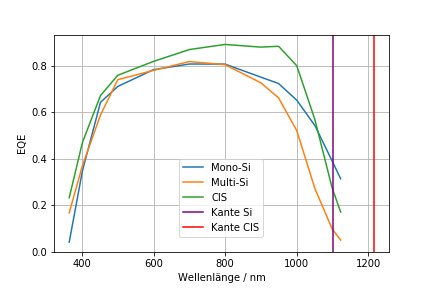 0.8
0.6
0.4
0.2
0.0
EQE
Mono-Si
Multi-Si
CIS
Kante Si
Kante CIS
400 600 800 1000 1200
Wellenlänge / nm